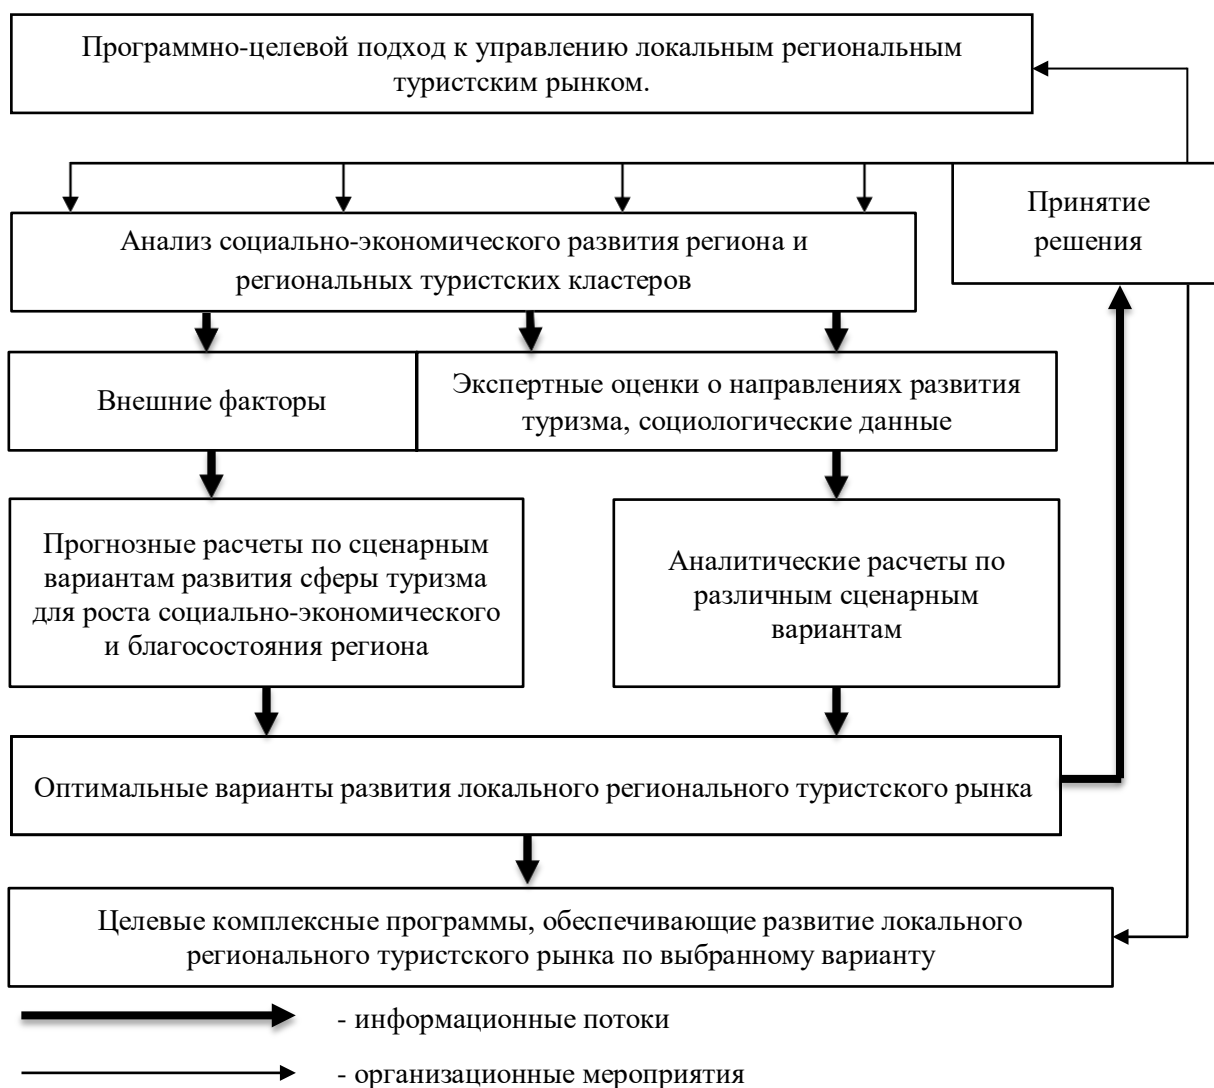 Программно-целевой подход к управлению локальным региональным
туристским рынком.
Принятие
решения
Анализ социально-экономического развития региона и
региональных туристских кластеров
Внешние факторы
Экспертные оценки о направлениях развития
туризма, социологические данные
Прогнозные расчеты по сценарным
вариантам развития сферы туризма
для роста социально-экономического
и благосостояния региона
Аналитические расчеты по
различным сценарным
вариантам
Оптимальные варианты развития локального регионального туристского рынка
Целевые комплексные программы, обеспечивающие развитие локального
регионального туристского рынка по выбранному варианту
- информационные потоки
- организационные мероприятия